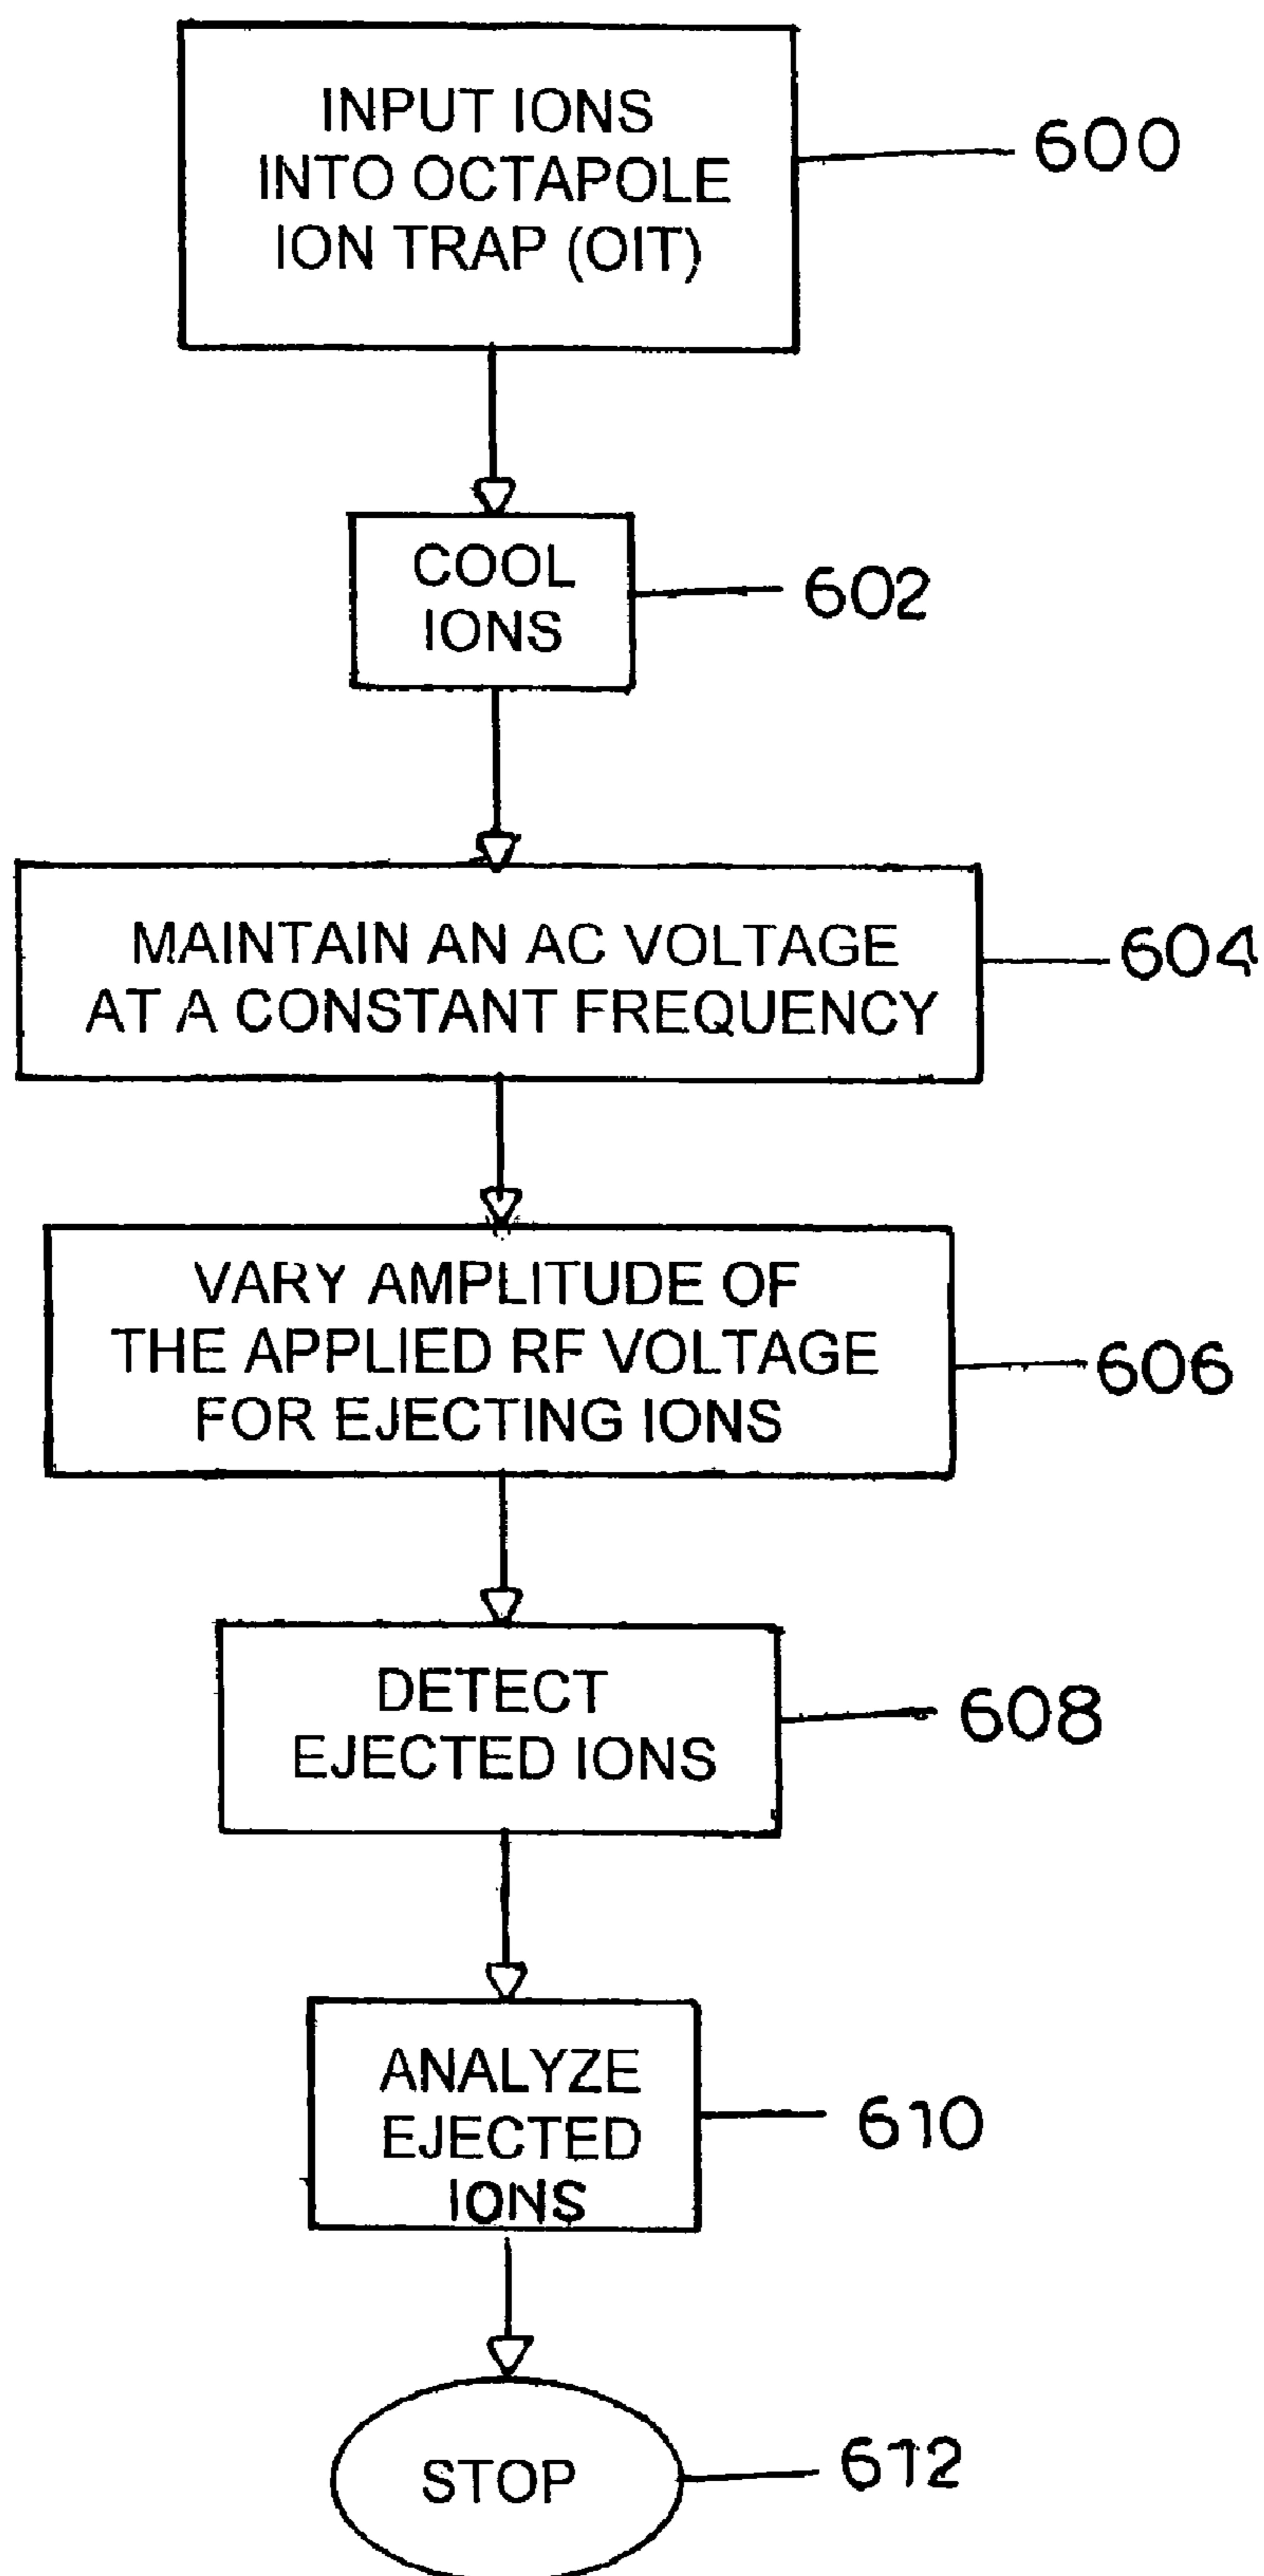 INPUT IONS
INTO OCTAPOLE
ION TRAP (OIT)
600
COOL
IONS
602
MAINTAIN AN AC VOLTAGE
AT A CONSTANT FREQUENCY
604
VARY AMPLITUDE OF
THE APPLIED RF VOLTAGE
FOR EJECTING IONS
606
DETECT
EJECTED IONS
608
ANALYZE
EJECTED
IONS
610
STOP
612